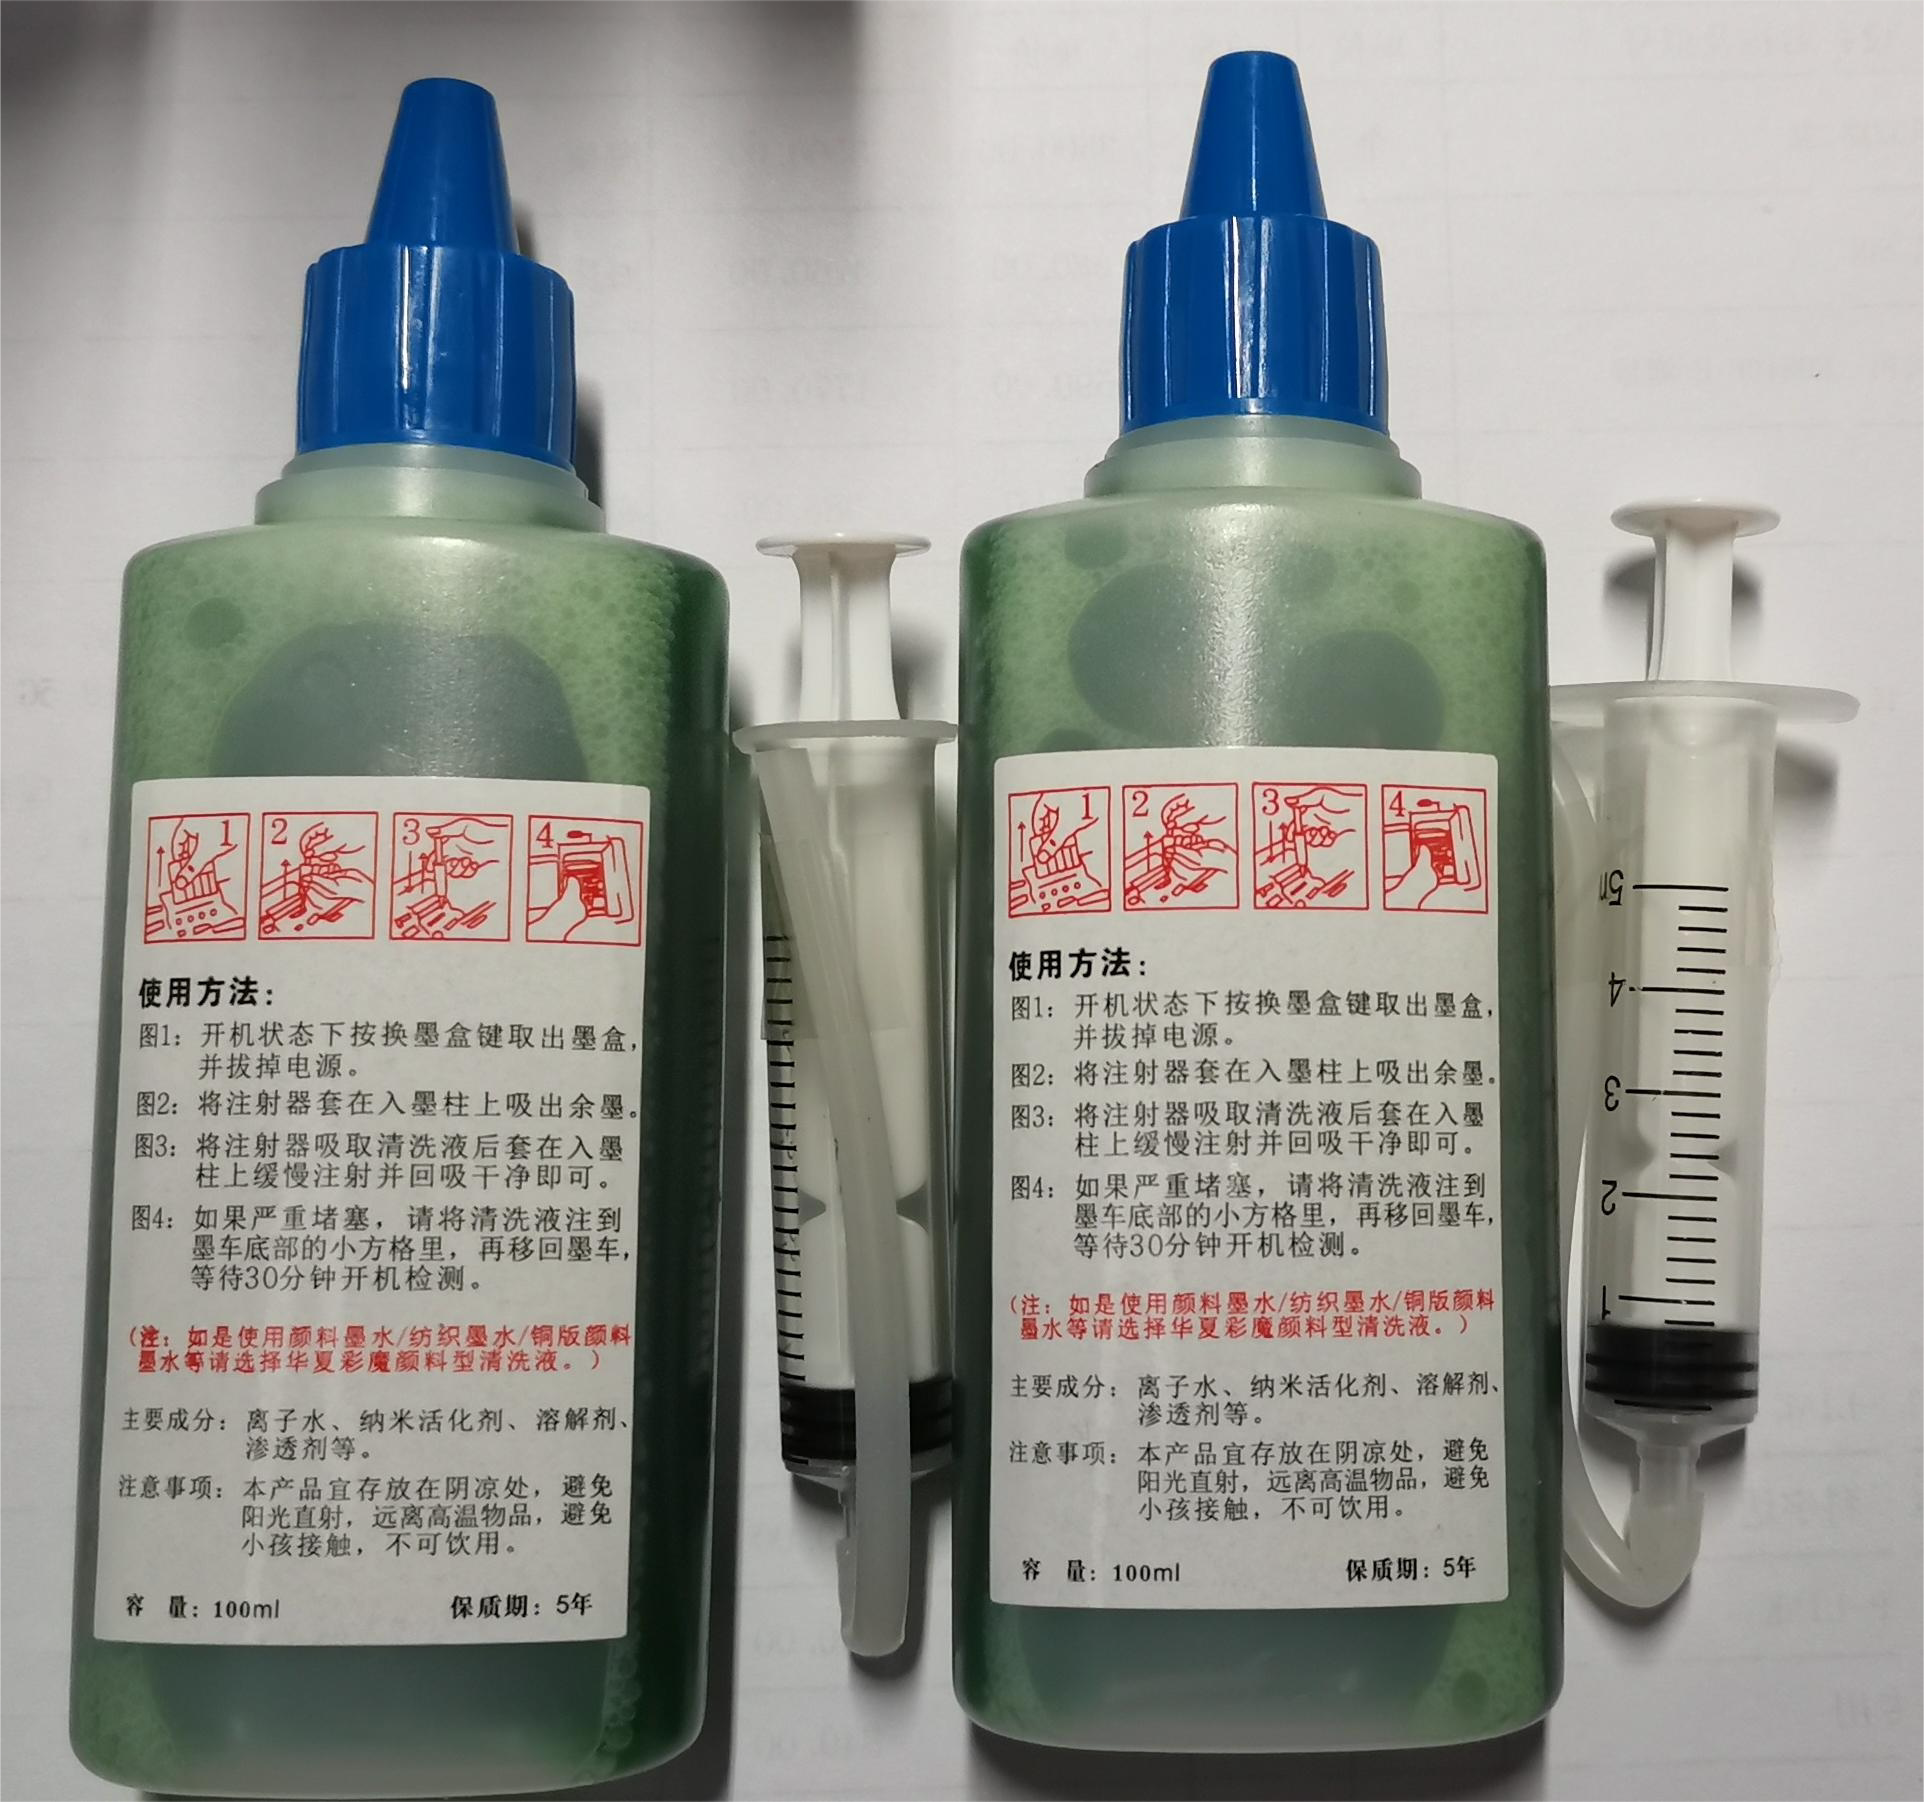 1 2 3 4
使用方法：
图1：开机状态下按换墨盒键取出墨盒，
并拔掉电源。
图2：将注射器套在入墨柱上吸出余墨。
图3：将注射器吸取清洗液后套在入墨
柱上缓慢注射并回吸干净即可。
图4：如果严重堵塞，请将清洗液注到
墨车底部的小方格里，再移回墨车，
等待30分钟开机检测。
（注：如是使用颜料墨水/纺织墨水/铜版颜料
墨水等请选择华夏彩魔颜料型清洗液。）
主要成分：离子水、纳米活化剂、溶解剂、
渗透剂等。
注意事项：本产品宜存放在阴凉处，避免
阳光直射，远离高温物品，避免
小孩接触，不可饮用。
容 量：100ml 保质期：5年
1 2 3 4
使用方法：
图1：开机状态下按换墨盒键取出墨盒，
并拔掉电源。
图2：将注射器套在入墨柱上吸出余墨。
图3：将注射器吸取清洗液后套在入墨
柱上缓慢注射并回吸干净即可。
图4：如果严重堵塞，请将清洗液注到
墨车底部的小方格里，再移回墨车，
等待30分钟开机检测。
（注：如是使用颜料墨水/纺织墨水/铜版颜料
墨水等请选择华夏彩魔颜料型清洗液。）
主要成分：离子水、纳米活化剂、溶解剂、
渗透剂等。
注意事项：本产品宜存放在阴凉处，避免
阳光直射，远离高温物品，避免
小孩接触，不可饮用。
容 量：100ml 保质期：5年
5
4
3
2
1